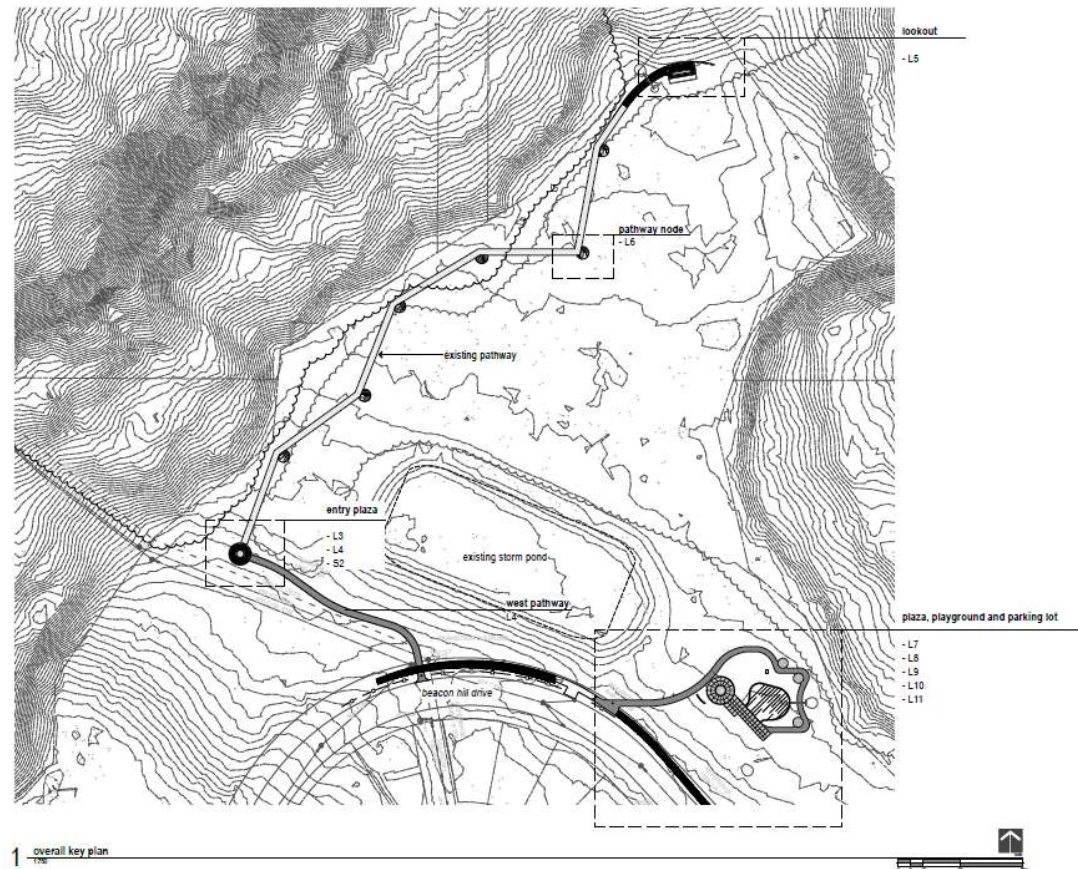 lookout
- L5
pathway node
- L6
existing pathway
entry plaza
- L3
- L4
- S2
existing storm pond
west pathway
L4
plaza, playground and parking lot
- L7
- L8
- L9
- L10
- L11
beacon hill drive
1 overall key plan